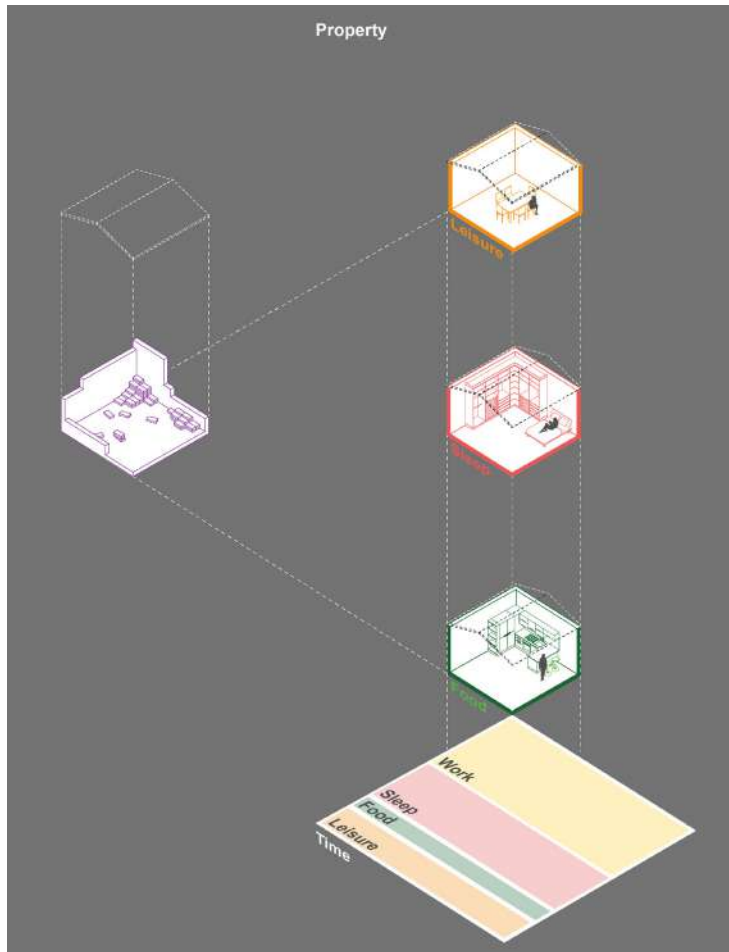 Property
Leisure
Sleep
Food
Work
Sleep
Food
Leisure
Time